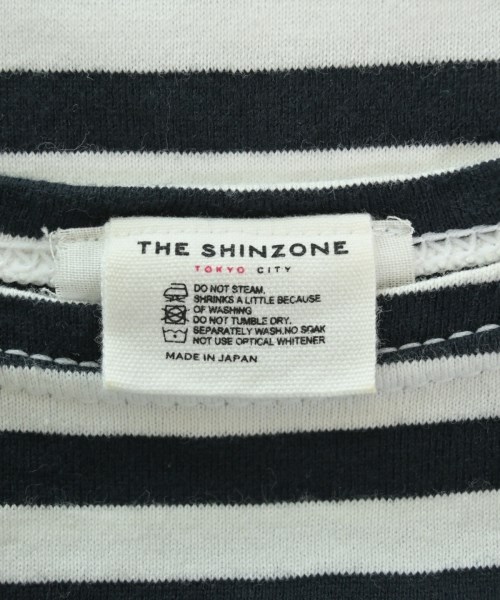 THE SHINZONE
TOKYO CITY
DO NOT STEAM.
SHRINKS A LITTLE BECAUSE
OF WASHING
DO NOT TUMBLE DRY.
SEPARATELY WASH.NO SOAK
NOT USE OPTICAL WHITENER
MADE IN JAPAN